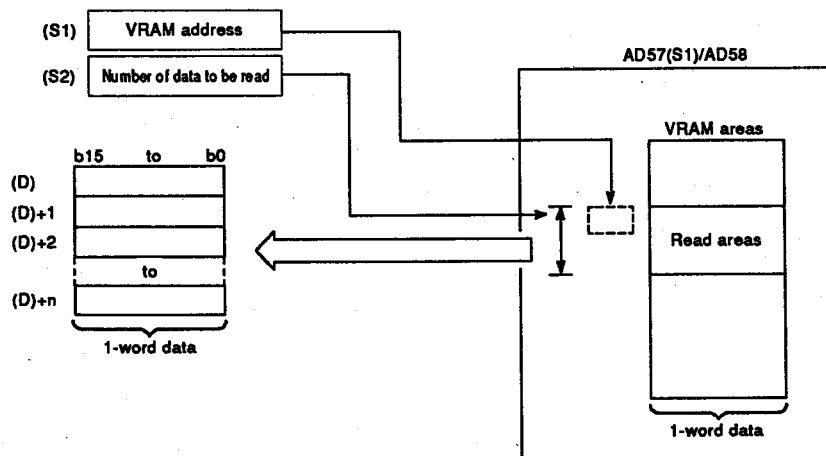 (S1) VRAM address
(S2) Number of data to be read
AD57(S1)/AD58
VRAM areas
b15 to b0
(D)
(D)+1
(D)+2
Read areas
to
(D)+n
1-word data
1-word data